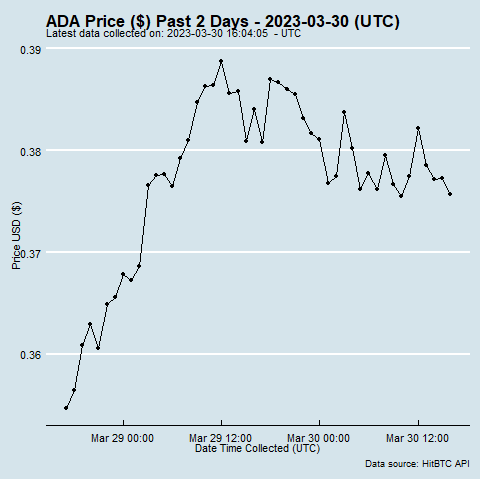 ADA Price ($) Past 2 Days - 2023-03-30 (UTC)
Latest data collected on: 2023-03-30 16:04:05  - UTC
0.39
0.38
0.37
0.36
Price USD ($)
Mar 29 00:00
Mar 29 12:00
Mar 30 00:00
Mar 30 12:00
Date Time Collected (UTC)
Data source: HitBTC API